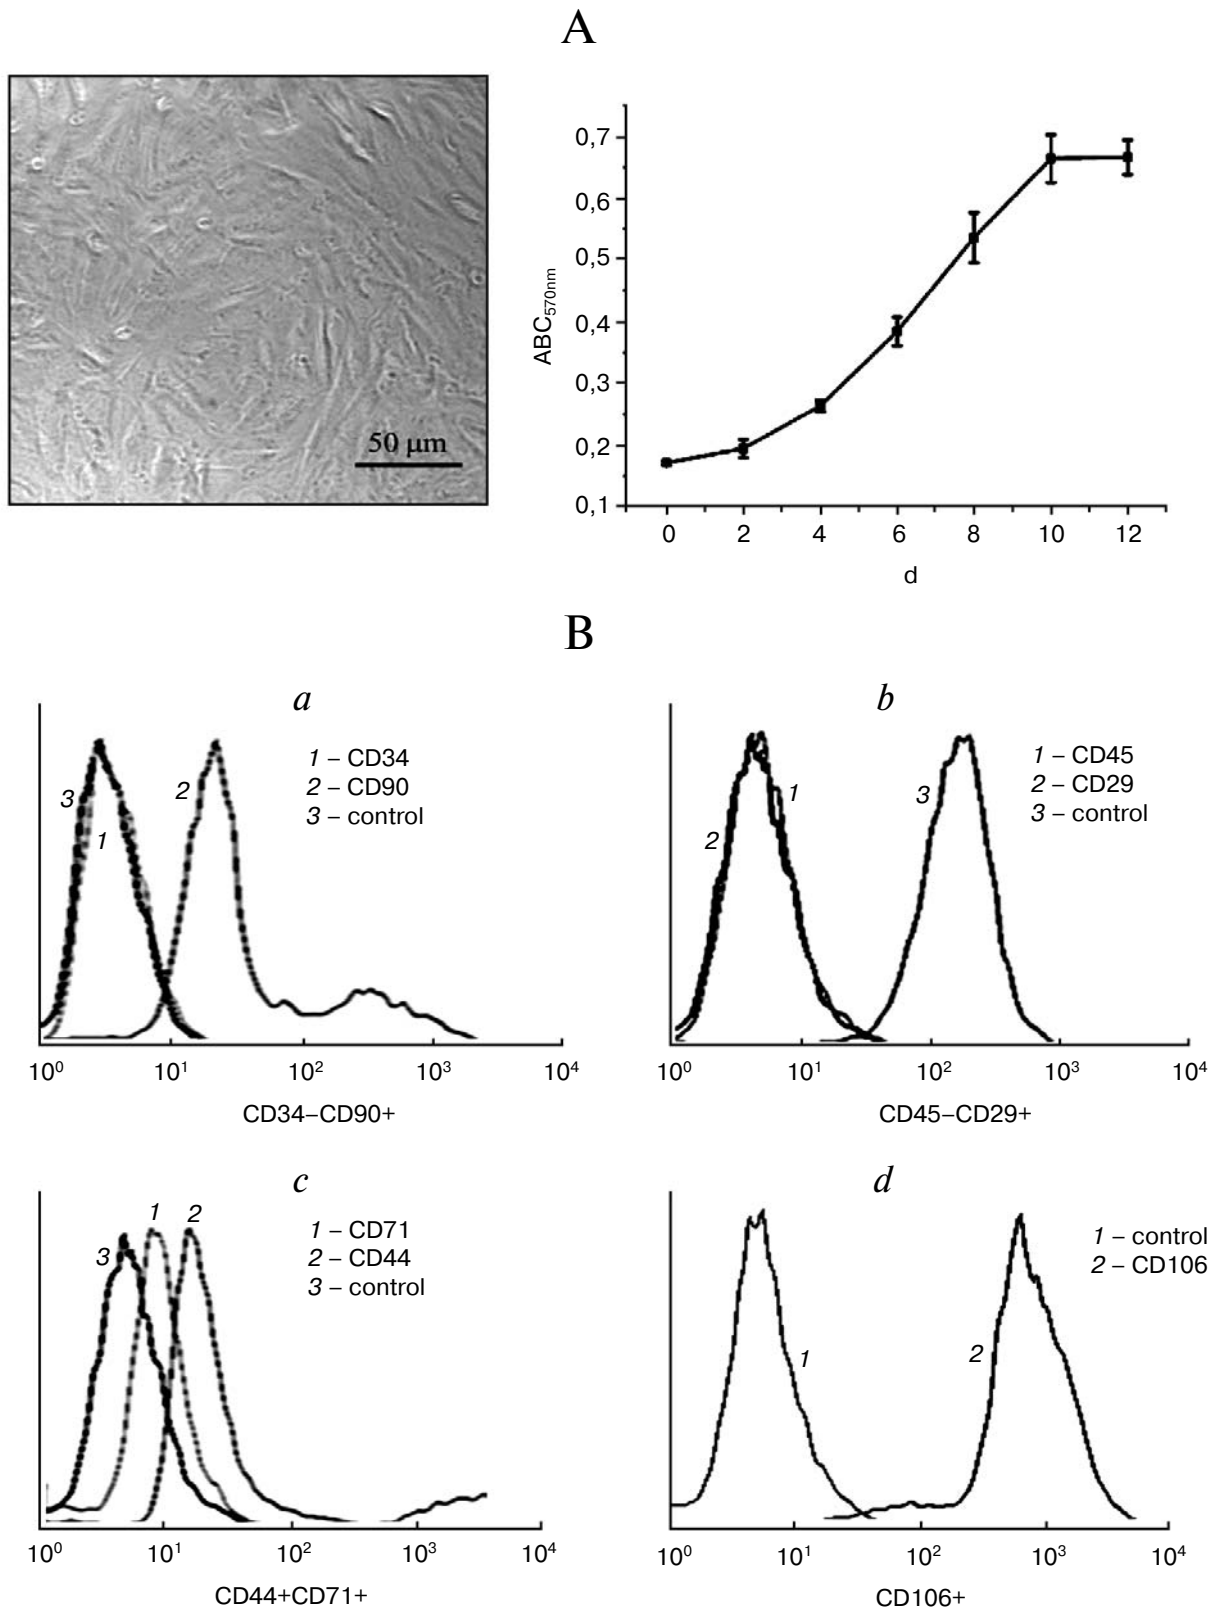 A
50 μm
0,7
0,6
0,5
0,4
0,3
0,2
0,1
ABC570nm
0 2 4 6 8 10 12
d
B
a
1 – CD34
2 – CD90
3 – control
3
2
1
10⁰ 10¹ 10² 10³ 10⁴
CD34–CD90+
b
1 – CD45
2 – CD29
3 – control
1
3
2
10⁰ 10¹ 10² 10³ 10⁴
CD45–CD29+
c
1 – CD71
2 – CD44
3 – control
1
2
3
10⁰ 10¹ 10² 10³ 10⁴
CD44+CD71+
d
1 – control
2 – CD106
1
2
10⁰ 10¹ 10² 10³ 10⁴
CD106+